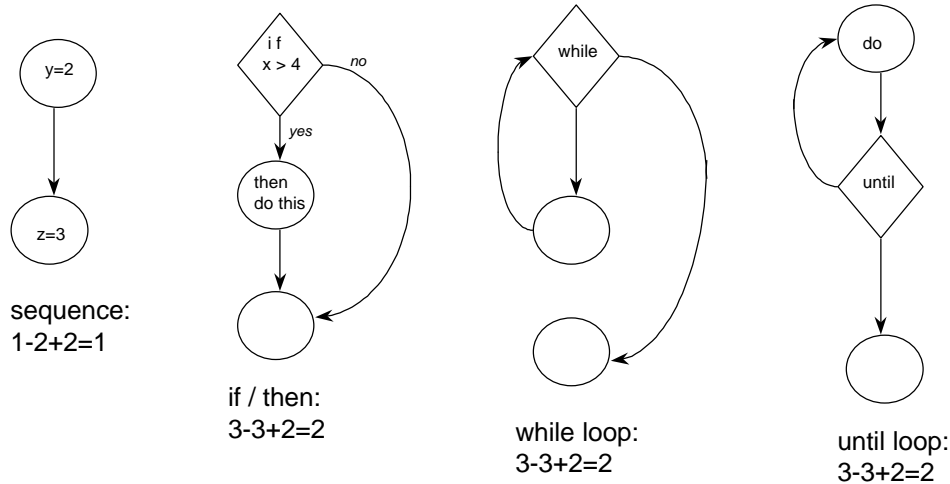 y=2
z=3
sequence:
1-2+2=1
if
x > 4
no
yes
then
do this
if / then:
3-3+2=2
while
while loop:
3-3+2=2
do
until
until loop:
3-3+2=2